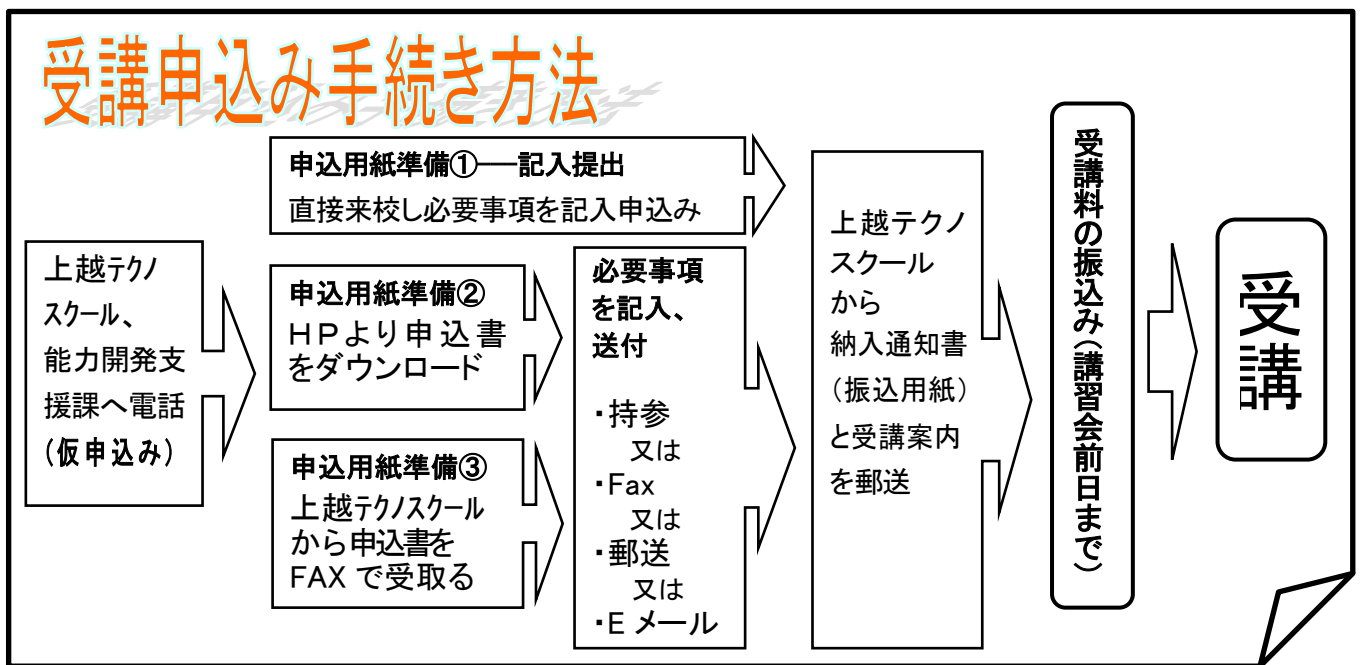 受講申込み手続き方法
上越テクノ
スクール、
能力開発支
援課へ電話
(仮申込み)
申込用紙準備①──記入提出
直接来校し必要事項を記入申込み
申込用紙準備②
HPより申込書
をダウンロード
申込用紙準備③
上越テクノスクール
から申込書を
FAXで受取る
必要事項
を記入、
送付
・持参
又は
・Fax
又は
・郵送
又は
・Eメール
上越テクノ
スクール
から
納入通知書
(振込用紙)
と受講案内
を郵送
受講料の振込み(講習会前日まで)
受講